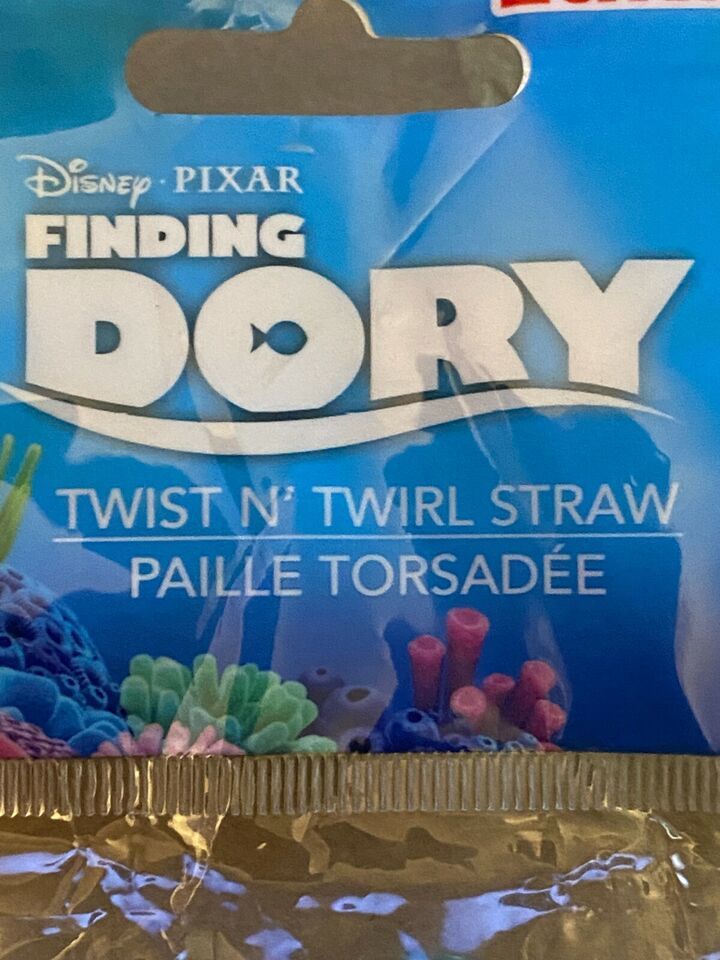 Disney · PIXAR
FINDING
DORY
TWIST N' TWIRL STRAW
PAILLE TORSADÉE